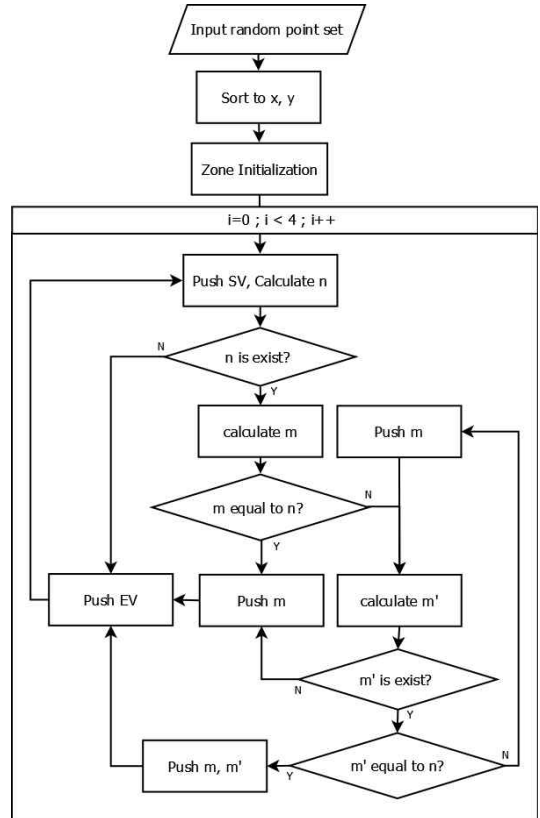 Input random point set
Sort to x, y
Zone Initialization
i=0 ; i < 4 ; i++
Push SV, Calculate n
n is exist?
N
Y
calculate m
Push m
m equal to n?
N
Y
Push EV
Push m
calculate m'
m' is exist?
N
Y
Push m, m'
m' equal to n?
Y
N